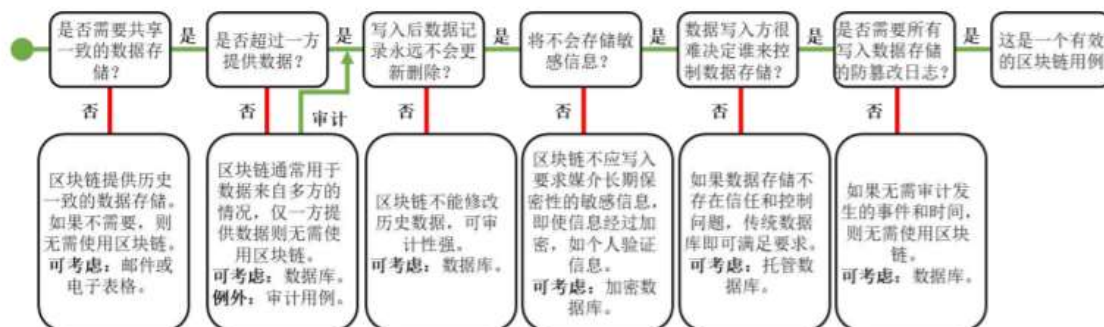 是否需要共享
一致的数据存
储？
是
是否超过一方
提供数据？
是
写入后数据记
录永远不会更
新删除？
是
将不会存储敏
感信息？
是
数据写入方很
难决定谁来控
制数据存储？
是
是否需要所有
写入数据存储
的防篡改日志？
是
这是一个有效
的区块链用例
否
否
审计
否
否
否
否
区块链提供历史
一致的数据存储。
如果不需要，则
无需使用区块链。
可考虑：邮件或
电子表格。
区块链通常用于
数据来自多方的
情况，仅一方提
供数据则无需使
用区块链。
可考虑：数据库。
例外：审计用例。
区块链不能修改
历史数据，可审
计性强。
可考虑：数据库。
区块链不应写入
要求媒介长期保
密性的敏感信息，
即使信息经过加
密，如个人验证
信息。
可考虑：加密数
据库。
如果数据存储不
存在信任和控制
问题，传统数据
库即可满足要求。
可考虑：托管数
据库。
如果无需审计发
生的事件和时间，
则无需使用区块
链。
可考虑：数据库。